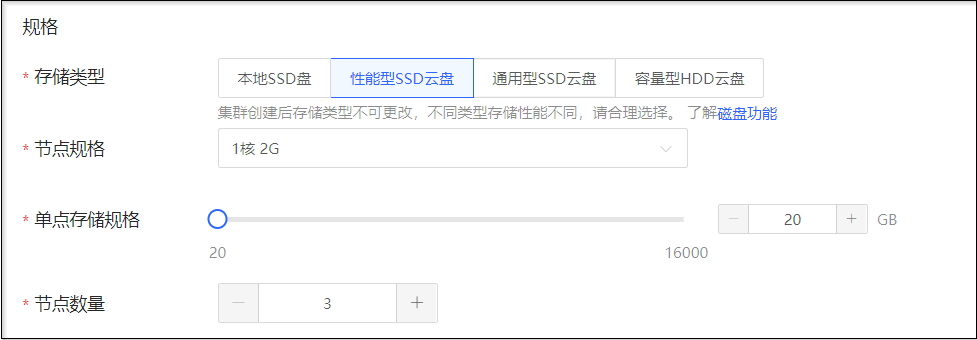 规格
* 存储类型 本地SSD盘 性能型SSD云盘 通用型SSD云盘 容量型HDD云盘
集群创建后存储类型不可更改，不同类型存储性能不同，请合理选择。 了解磁盘功能
* 节点规格 1核 2G
* 单点存储规格 − 20 + GB
20 16000
* 节点数量 − 3 +